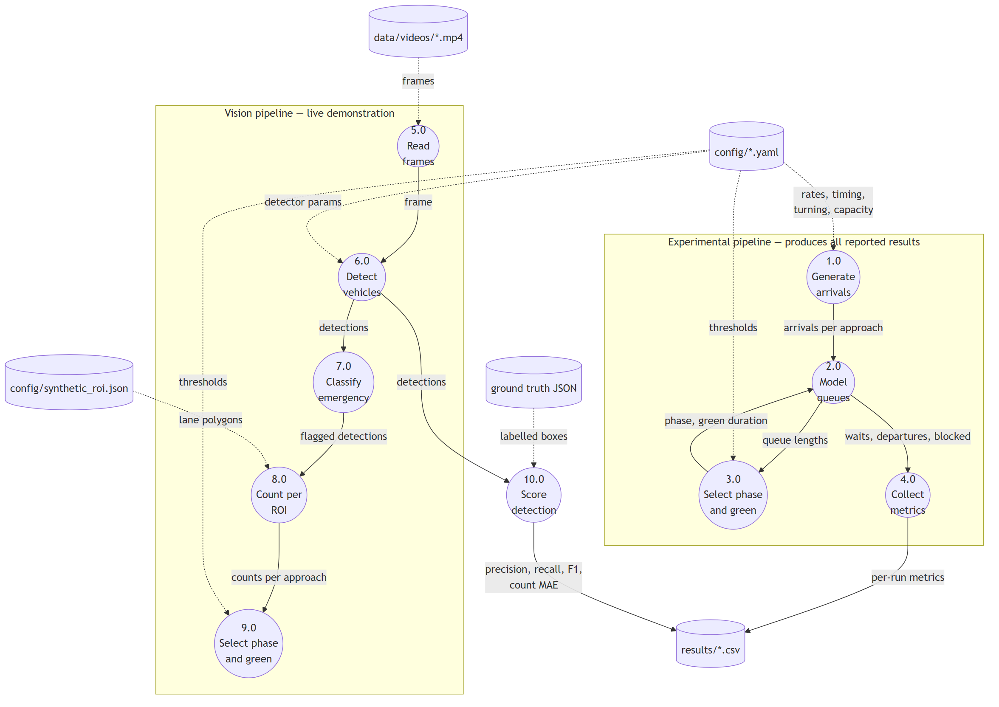 data/videos/*.mp4
frames
Vision pipeline — live demonstration
5.0
Read
frames
config/*.yaml
detector params
frame
rates, timing,
turning, capacity
Experimental pipeline — produces all reported results
6.0
Detect
vehicles
1.0
Generate
arrivals
detections
thresholds
arrivals per approach
config/synthetic_roi.json
thresholds
7.0
Classify
emergency
detections
ground truth JSON
2.0
Model
queues
lane polygons
flagged detections
labelled boxes
phase, green duration
queue lengths
waits, departures, blocked
8.0
Count per
ROI
10.0
Score
detection
3.0
Select phase
and green
4.0
Collect
metrics
counts per approach
precision, recall, F1,
count MAE
per-run metrics
9.0
Select phase
and green
results/*.csv